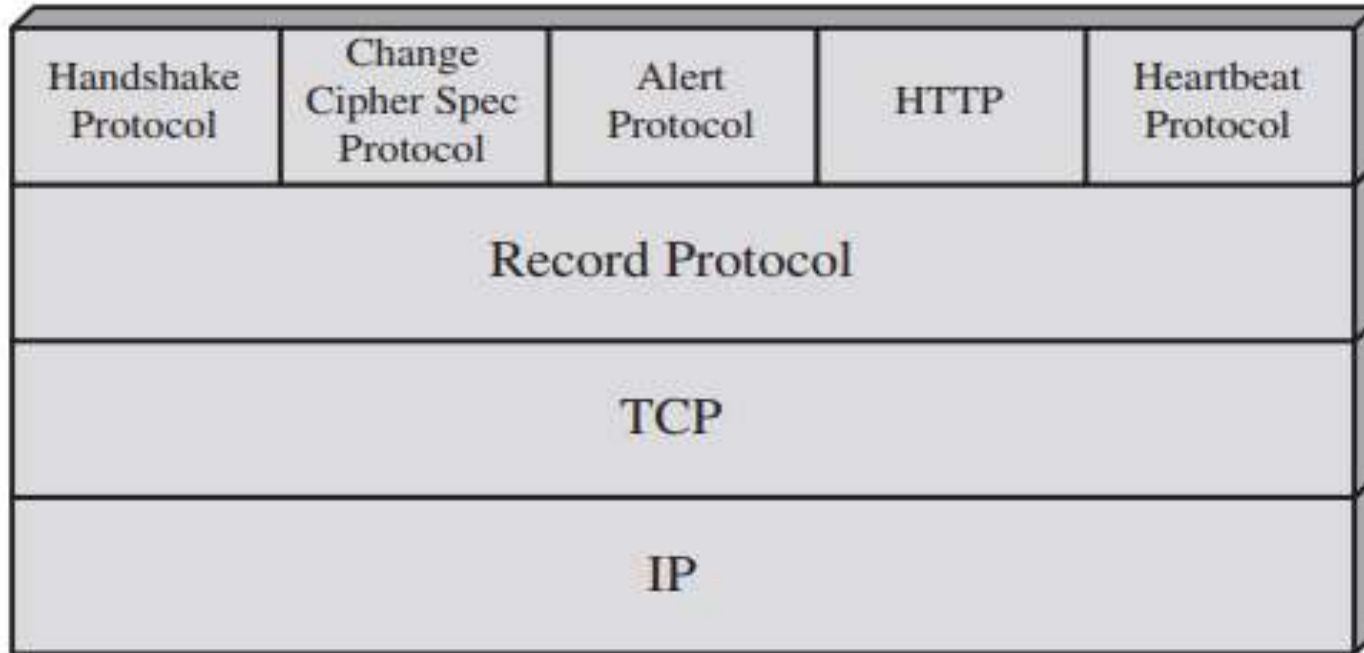 Handshake
Protocol
Change
Cipher Spec
Protocol
Alert
Protocol
HTTP
Heartbeat
Protocol
Record Protocol
TCP
IP